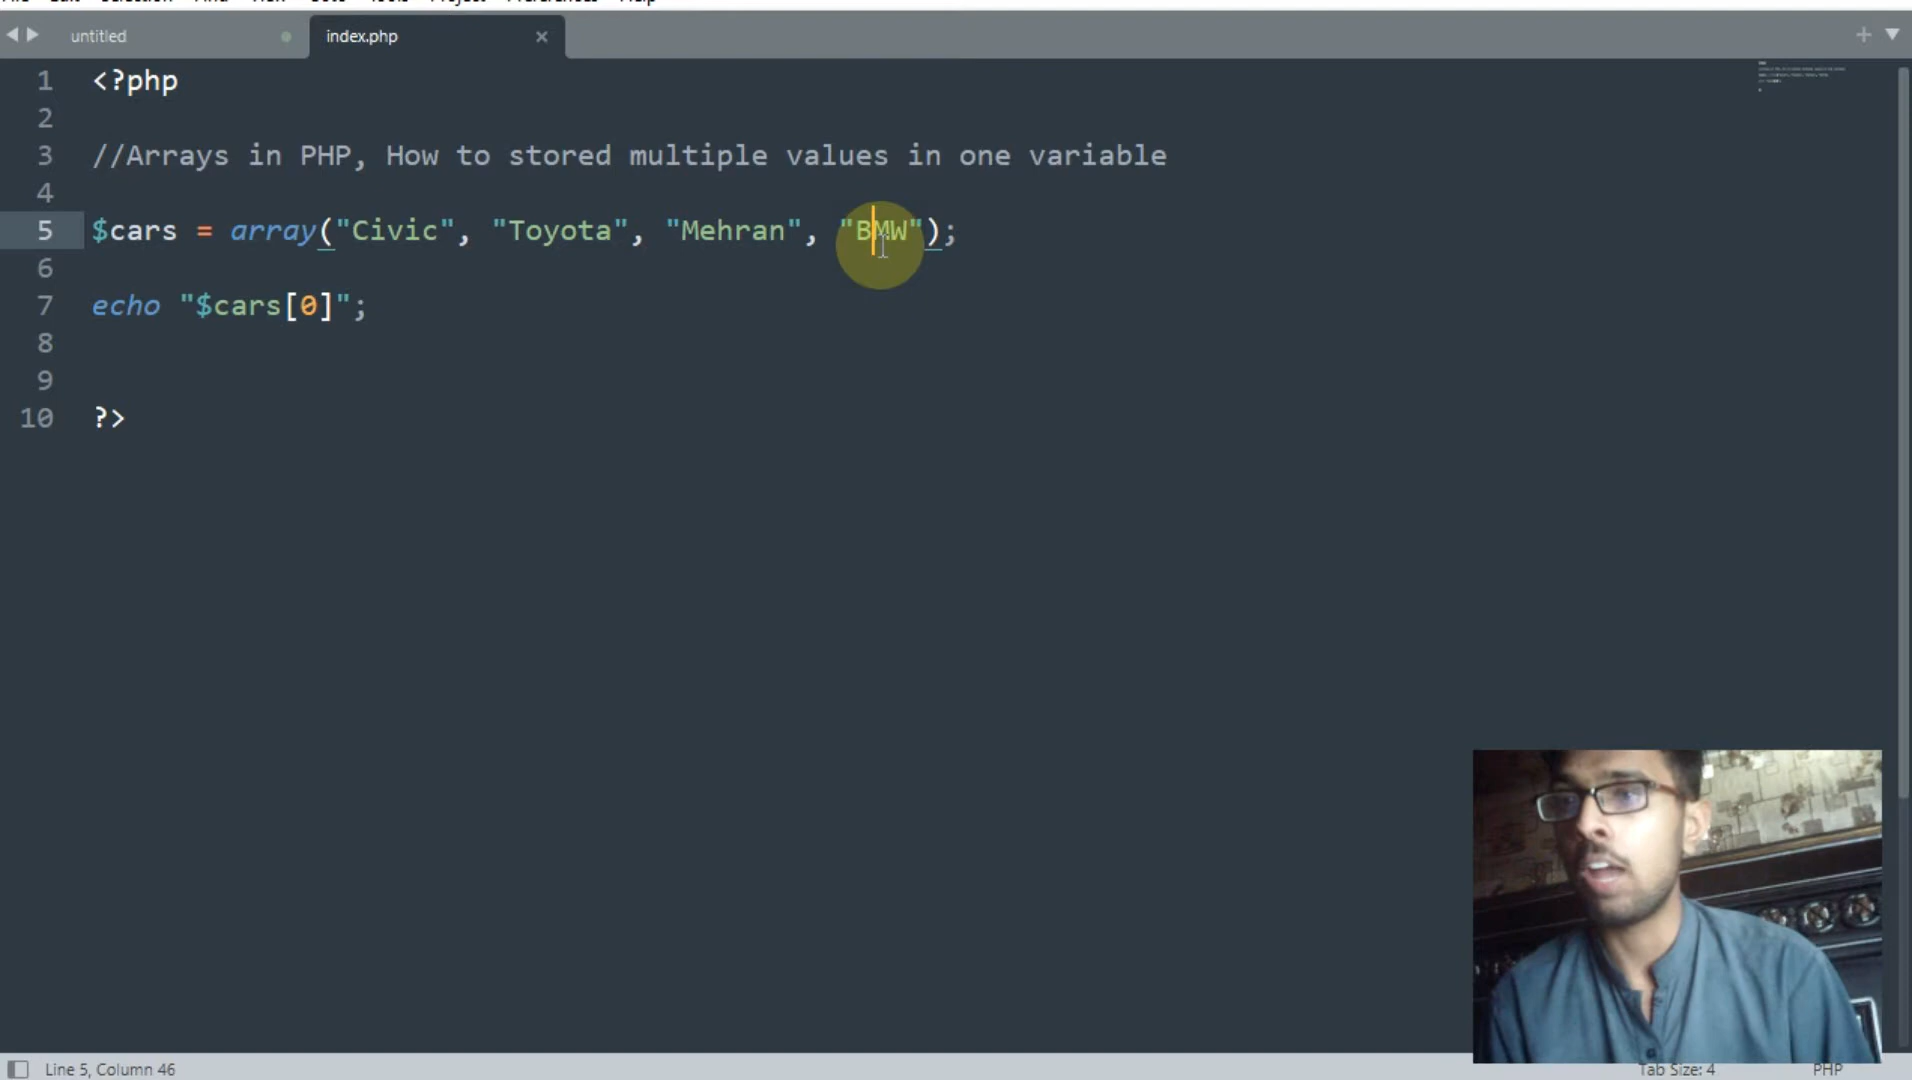 untitled
index.php
1 <?php
2
3 //Arrays in PHP, How to stored multiple values in one variable
4
5 $cars = array("Civic", "Toyota", "Mehran", "BMW");
6
7 echo "$cars[0]";
8
9
10 ?>
Line 5, Column 46
Tab Size: 4
PHP